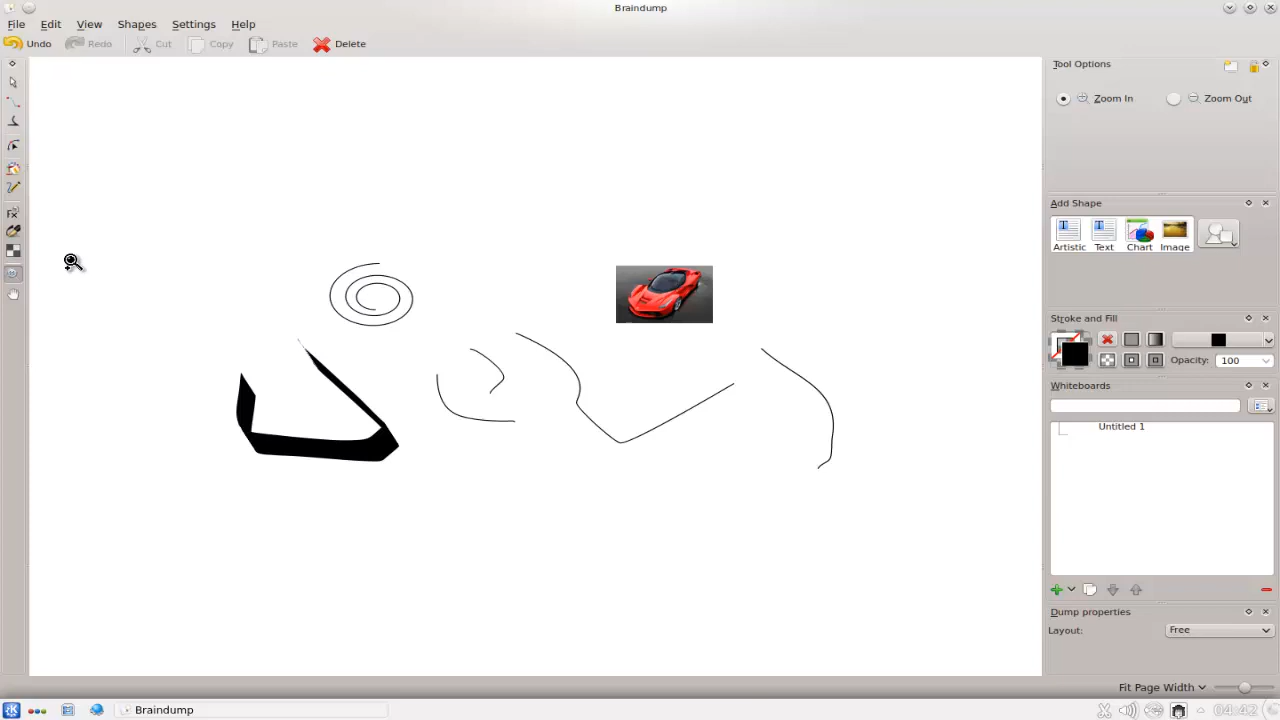 Braindump
File Edit View Shapes Settings Help
Undo Redo Cut Copy Paste Delete
Tool Options
Zoom In Zoom Out
Add Shape
Artistic Text Chart Image
Stroke and Fill
Opacity: 100
Whiteboards
Untitled 1
Dump properties
Layout: Free
Fit Page Width
Braindump 04:42